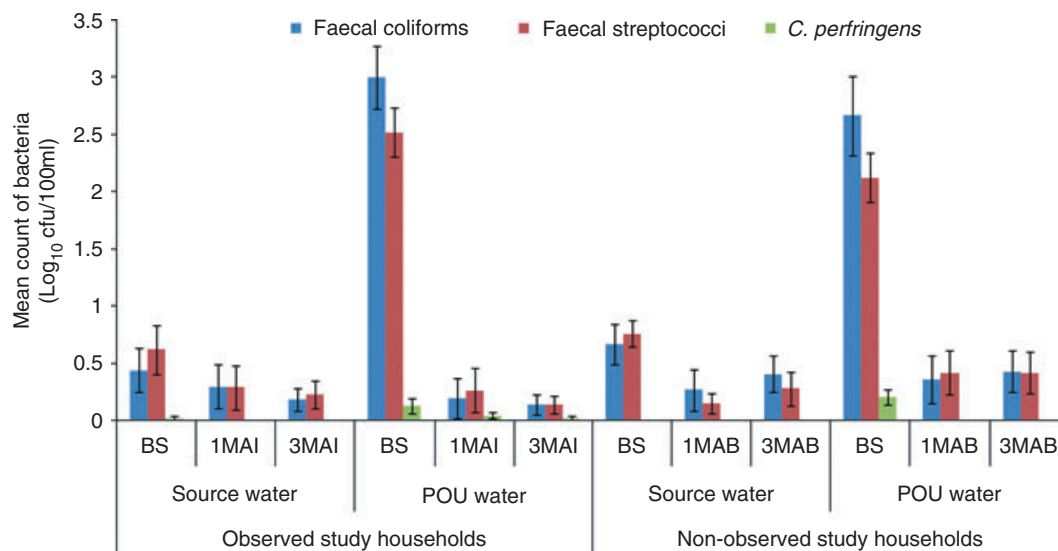 Faecal coliforms Faecal streptococci C. perfringens
Mean count of bacteria
(Log10 cfu/100ml)
3.5
3
2.5
2
1.5
1
0.5
0
BS 1MAI 3MAI BS 1MAI 3MAI BS 1MAB 3MAB BS 1MAB 3MAB
Source water POU water Source water POU water
Observed study households Non-observed study households